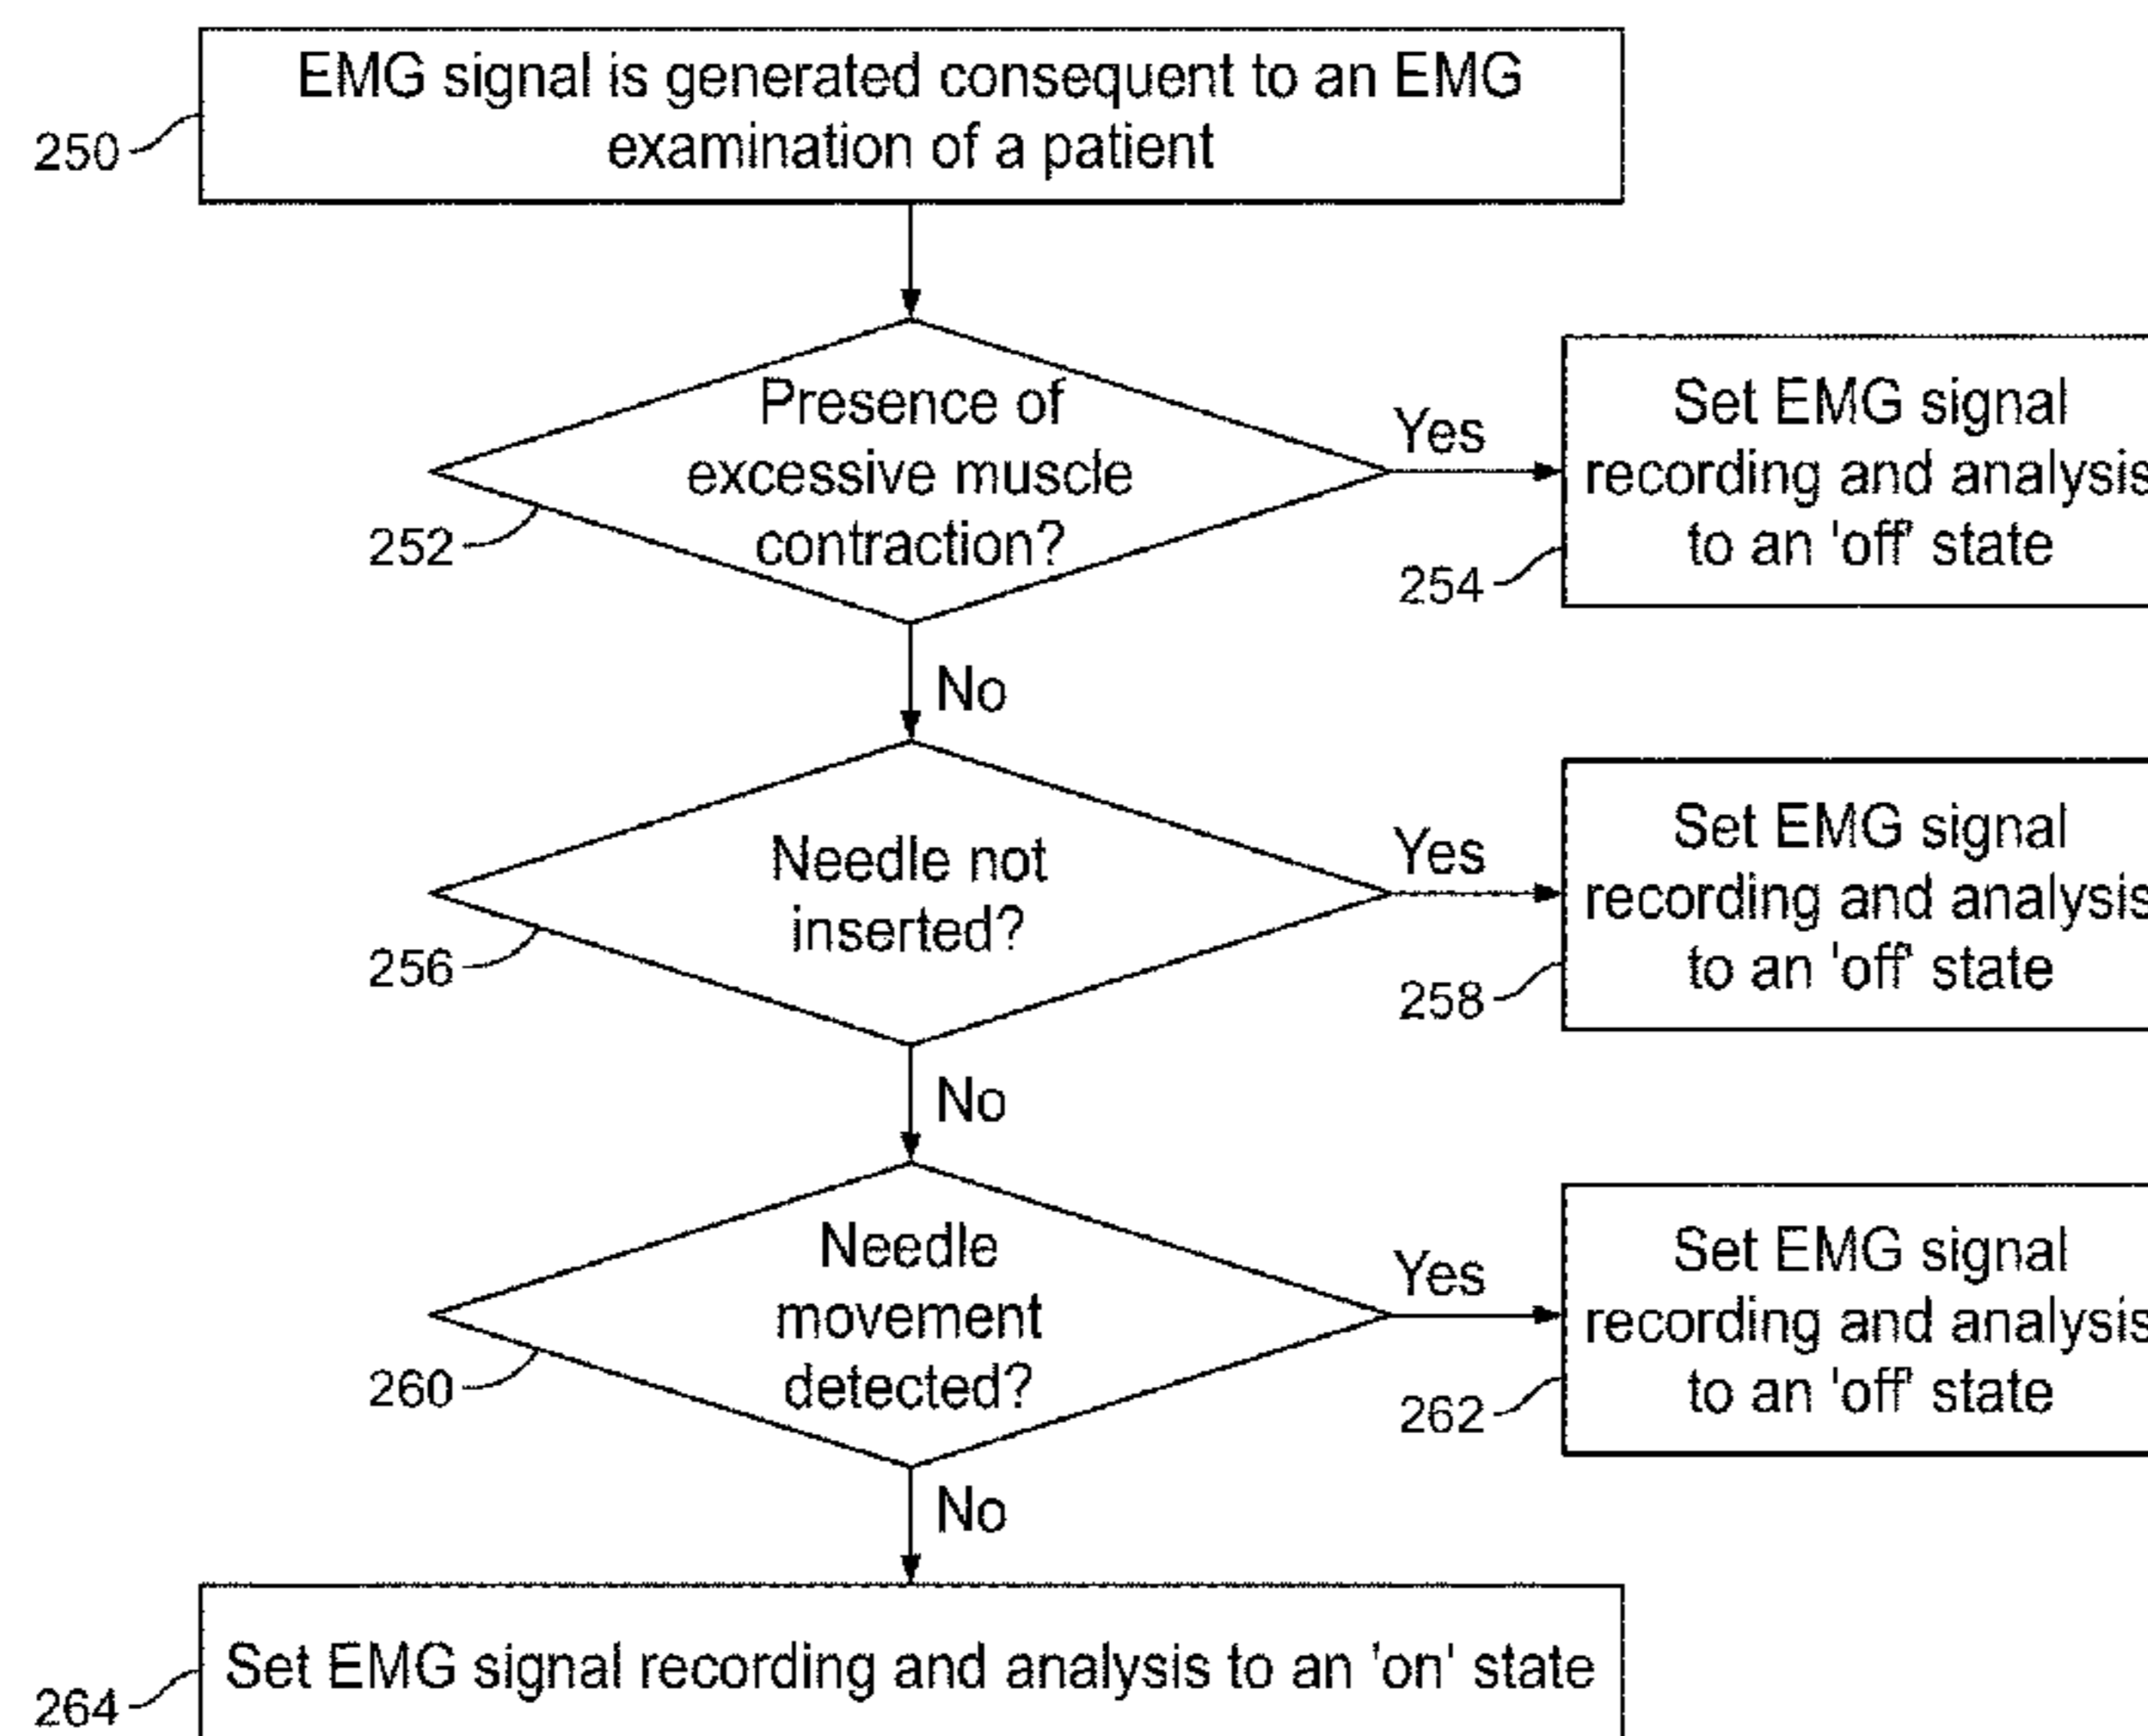 EMG signal is generated consequent to an EMG
examination of a patient
250
Presence of
excessive muscle
contraction?
252
Yes
Set EMG signal
recording and analysis
to an 'off' state
254
No
Needle not
inserted?
256
Yes
Set EMG signal
recording and analysis
to an 'off' state
258
No
Needle
movement
detected?
260
Yes
Set EMG signal
recording and analysis
to an 'off' state
262
No
Set EMG signal recording and analysis to an 'on' state
264